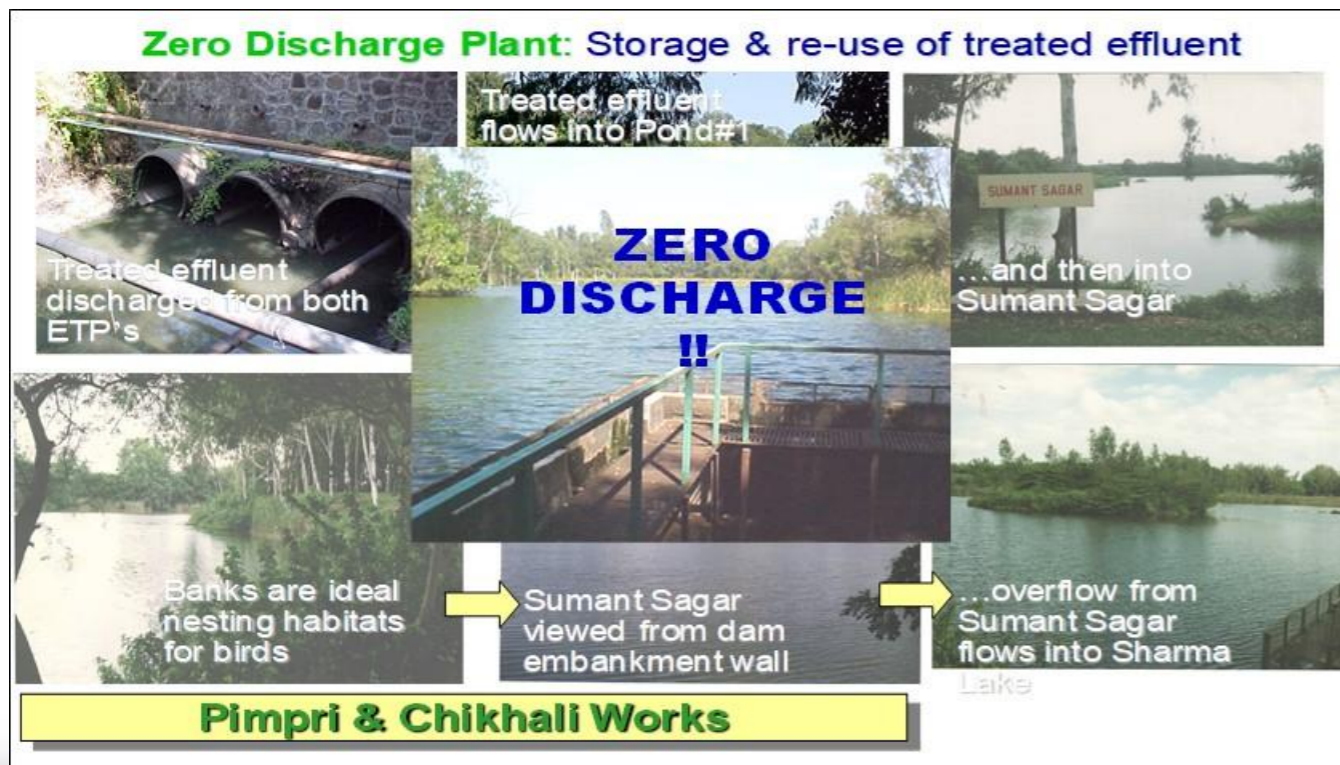 Zero Discharge Plant: Storage & re-use of treated effluent
Treated effluent
discharged from both
ETP's
Treated effluent
flows into Pond#1
SUMANT SAGAR
...and then into
Sumant Sagar
ZERO
DISCHARGE
!!
Banks are ideal
nesting habitats
for birds
Sumant Sagar
viewed from dam
embankment wall
...overflow from
Sumant Sagar
flows into Sharma
Lake
Pimpri & Chikhali Works